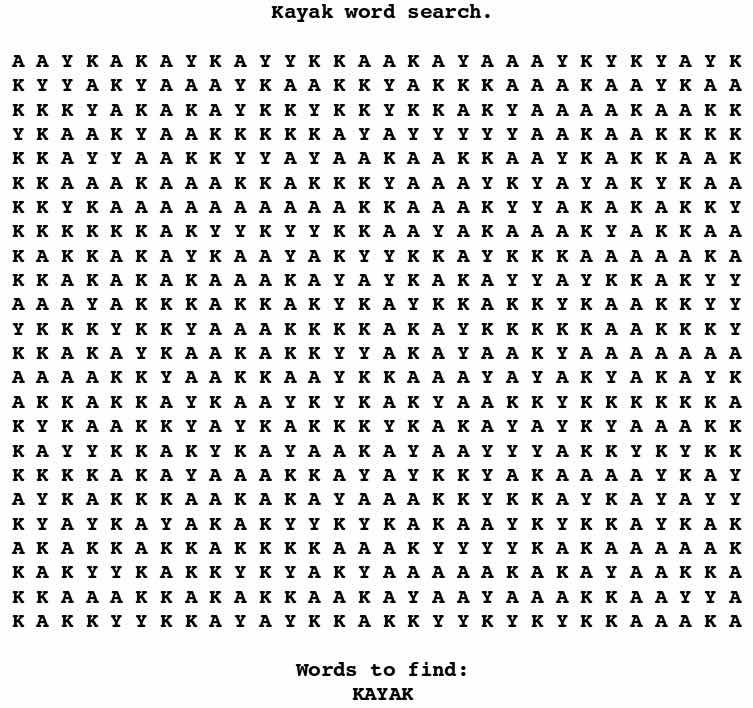 Kayak word search.
A A Y K A K A Y K A Y Y K K A A K A Y A A A Y K Y K Y A Y K
K Y Y A K Y A A A Y K A A K K Y A K K K A A A K A A Y K A A
K K K Y A K A K A Y K K Y K K Y K K A K Y A A A A K A A K K
Y K A A K Y A A K K K K K A Y A Y Y Y Y Y A A K A A K K K K
K K A Y Y A A K K Y Y A Y A A K A A K K A A Y K A K K A A K
K K A A A K A A A K K A K K K Y A A A Y K Y A Y A K Y K A A
K K Y K A A A A A A A A A A K K A A A K Y Y A K A K A K K Y
K K K K K K A K Y Y K Y Y K K A A Y A K A A A K Y A K K A A
K A K K A K A Y K A A Y A K Y Y K K A Y K K K A A A A A K A
K K A K A K A K A A A K A Y A Y K A K A Y Y A Y K K A K Y Y
A A A Y A K K K A K K A K Y K A Y K K A K K Y K A A K K Y Y
Y K K K Y K K Y A A A K K K K A K A Y K K K K K A A K K K Y
K K A K A Y K A A K A K K Y Y A K A Y A A K Y A A A A A A A
A A A A K K Y A A K K A A Y K K A A A Y A Y A K Y A K A Y K
A K K A K K A Y K A A Y K Y K A K Y A A K K Y K K K K K K A
K Y K A A K K Y A Y K A K K K Y K A K A Y A Y K Y A A A K K
K A Y Y K K A K Y K A Y A A K A Y A A Y Y Y A K K Y K Y K K
K K K K A K A Y A A A K K A Y A Y K K Y A K A A A A Y K A Y
A Y K A K K K A A K A K A Y A A A K K Y K K A Y K A Y A Y Y
K Y A Y K A Y A K A K Y Y K Y K A K A A Y K Y K K A Y K A K
A K A K K A K K A K K K K A A A K Y Y Y Y K A K A A A A A K
K A K Y Y K A K K Y K Y A K Y A A A A A K A K A Y A A K K A
K K A A A K K A K A K K A A K A Y A A Y A A A K K A A Y Y A
K A K K Y Y K K A Y A Y K K A K K Y Y K Y K Y K K A A A K A
Words to find:
KAYAK